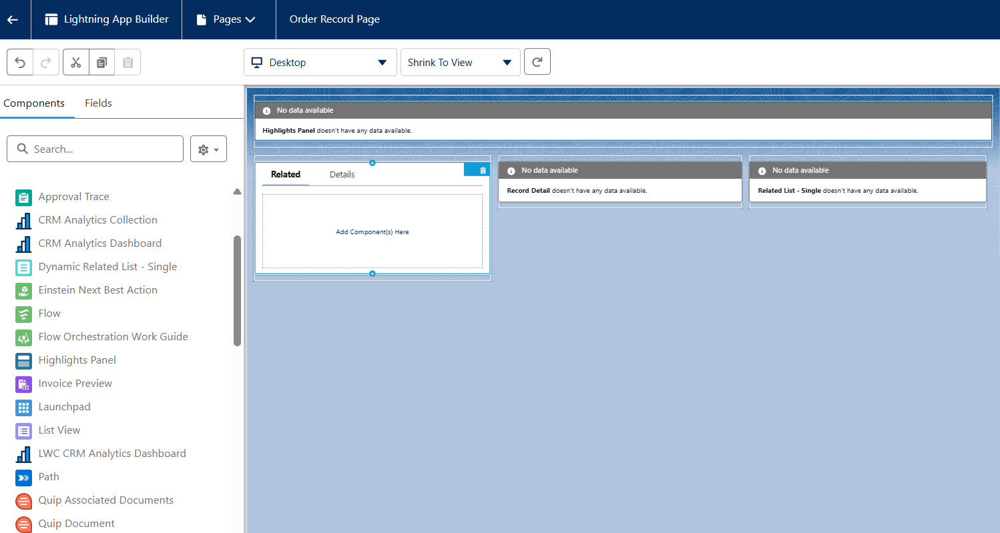 Lightning App Builder
Pages
Order Record Page
Desktop
Shrink To View
Components
Fields
Search...
Approval Trace
CRM Analytics Collection
CRM Analytics Dashboard
Dynamic Related List - Single
Einstein Next Best Action
Flow
Flow Orchestration Work Guide
Highlights Panel
Invoice Preview
Launchpad
List View
LWC CRM Analytics Dashboard
Path
Quip Associated Documents
Quip Document
No data available
Highlights Panel doesn't have any data available.
Related
Details
Add Component(s) Here
No data available
Record Detail doesn't have any data available.
No data available
Related List - Single doesn't have any data available.